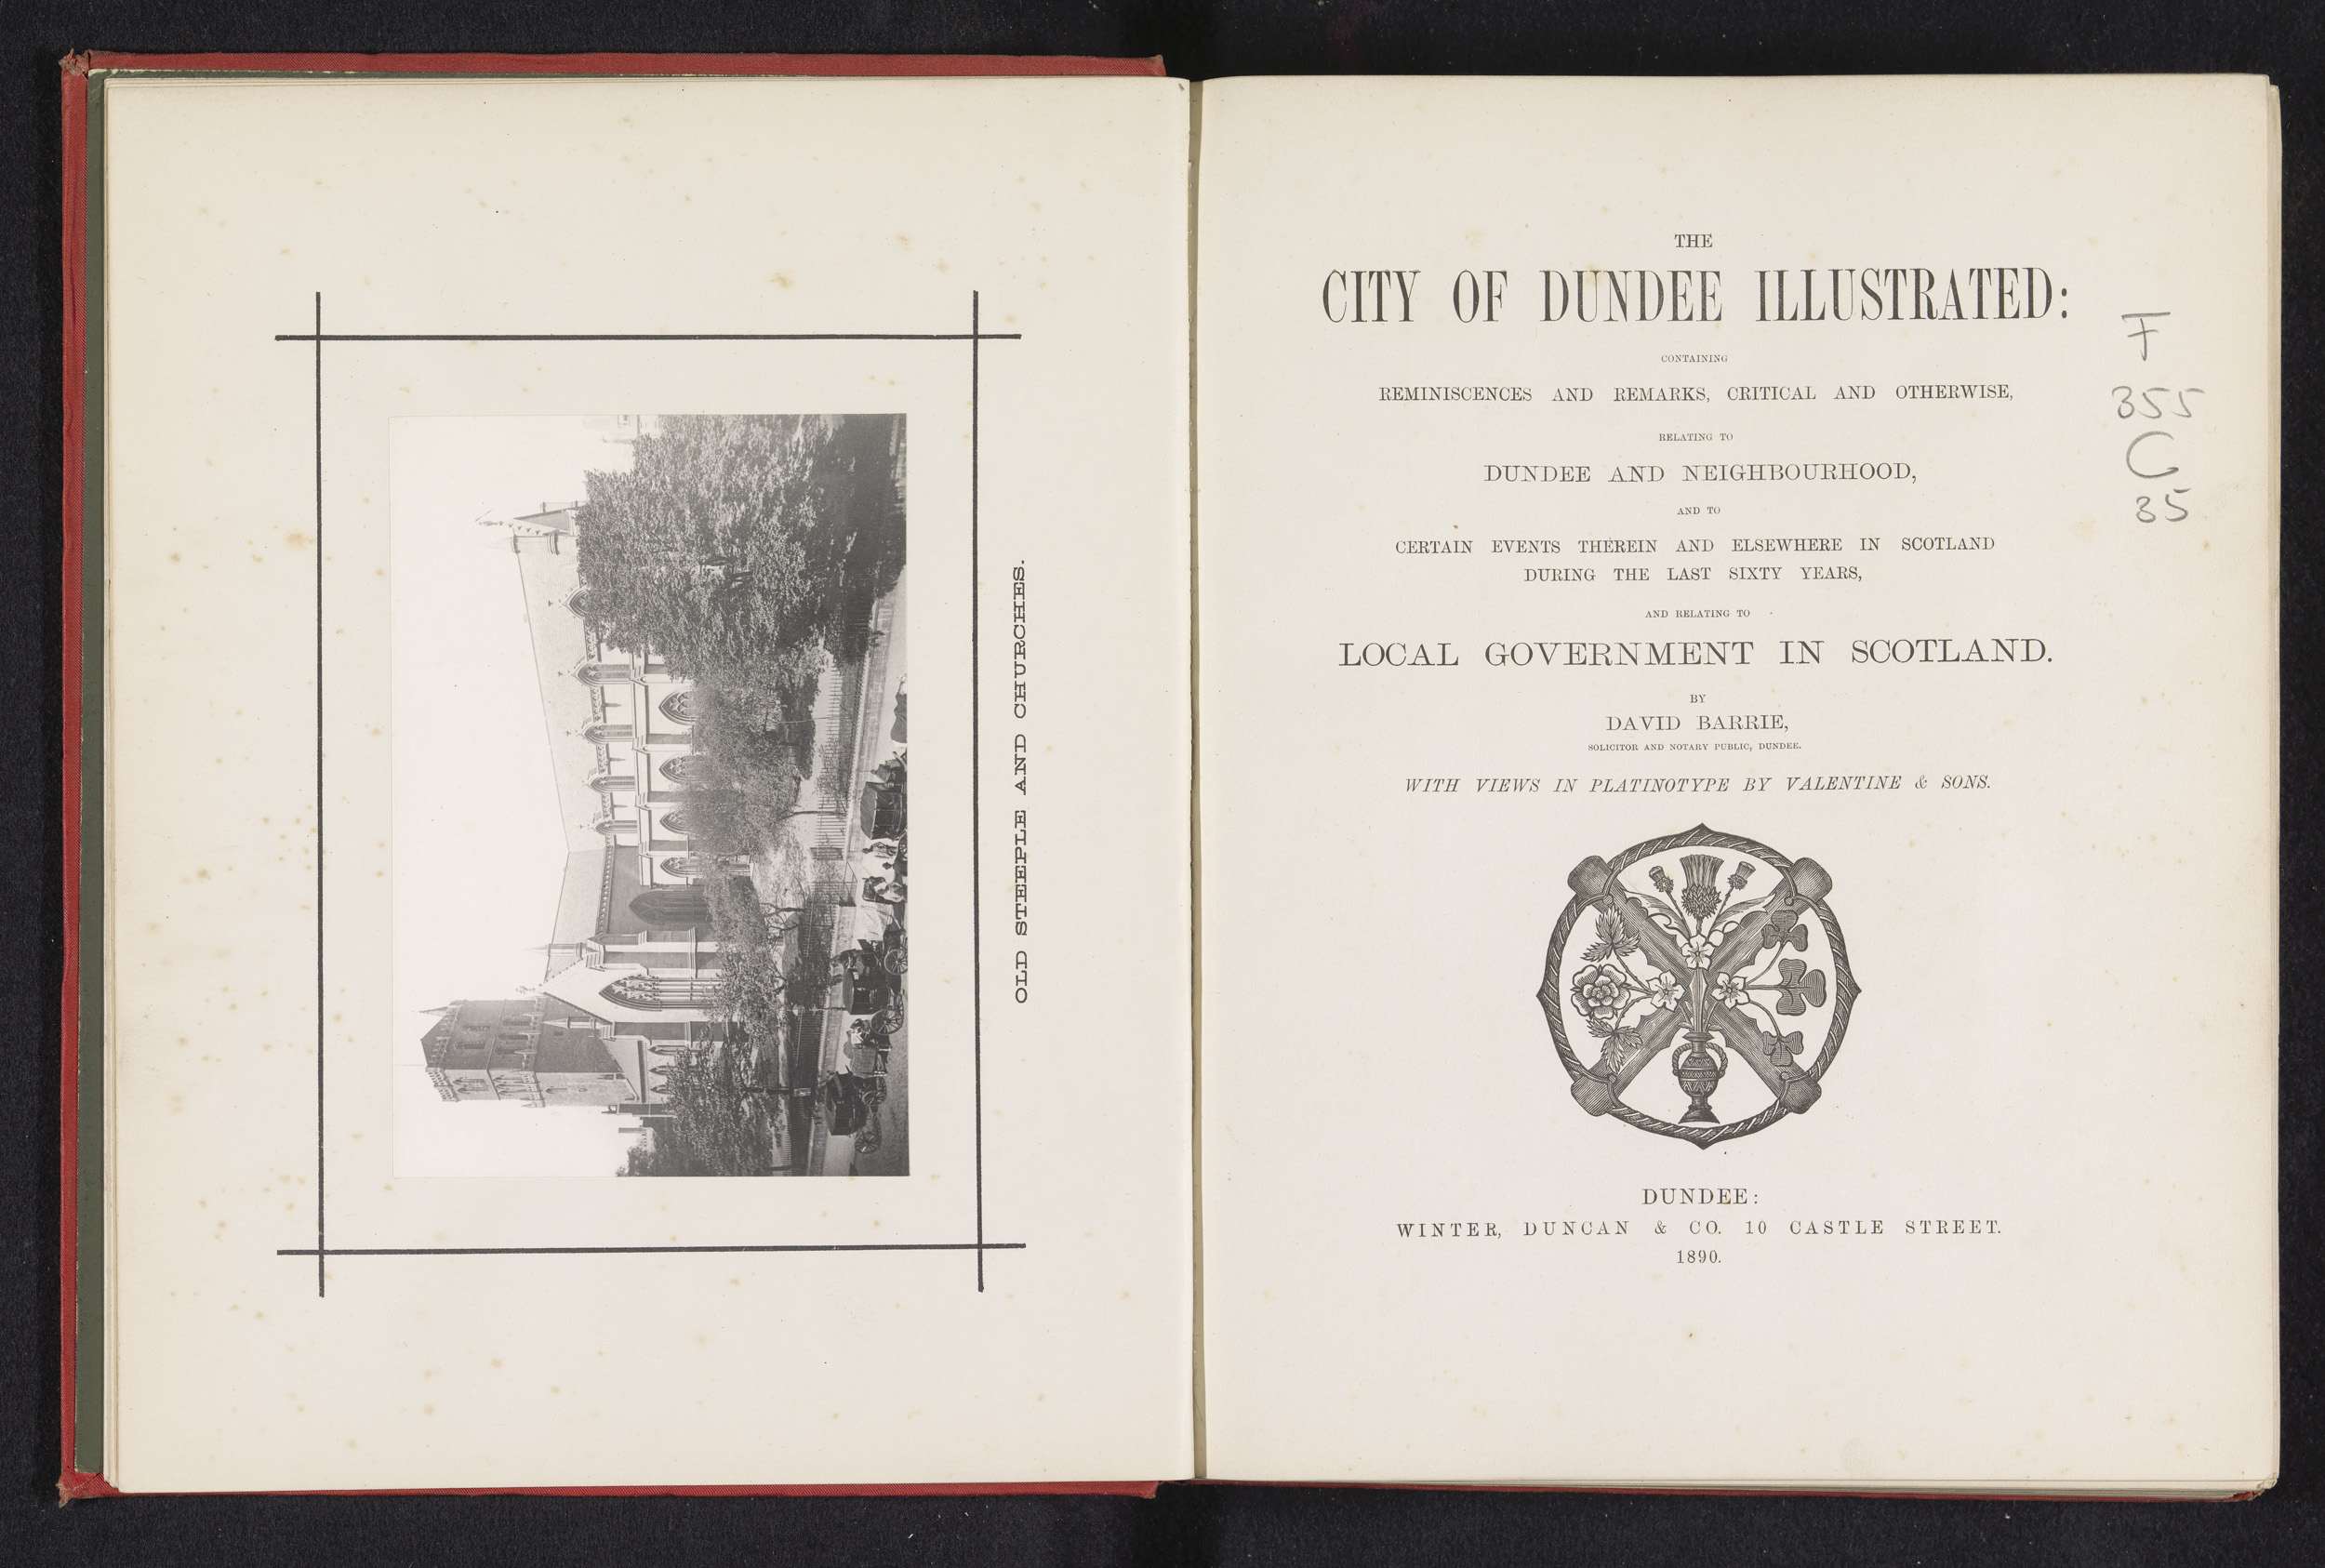 OLD STEEPLE AND CHURCHES.
THE
CITY OF DUNDEE ILLUSTRATED:
CONTAINING
REMINISCENCES AND REMARKS, CRITICAL AND OTHERWISE,
RELATING TO
DUNDEE AND NEIGHBOURHOOD,
AND TO
CERTAIN EVENTS THEREIN AND ELSEWHERE IN SCOTLAND
DURING THE LAST SIXTY YEARS,
AND RELATING TO
LOCAL GOVERNMENT IN SCOTLAND.
BY
DAVID BARRIE,
SOLICITOR AND NOTARY PUBLIC, DUNDEE.
WITH VIEWS IN PLATINOTYPE BY VALENTINE & SONS.
DUNDEE:
WINTER, DUNCAN & CO. 10 CASTLE STREET.
1890.
F
355
C
35